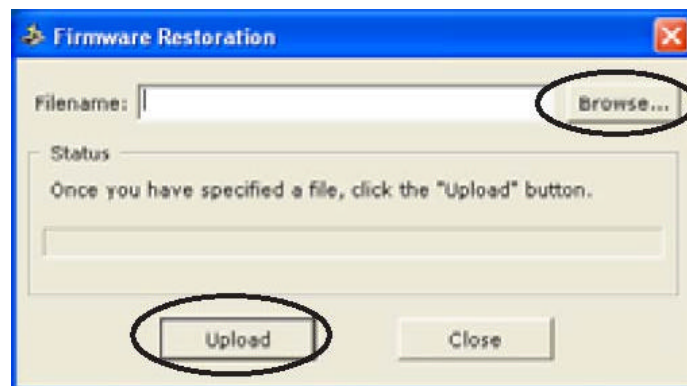 Firmware Restoration
Filename: Browse...
Status
Once you have specified a file, click the "Upload" button.
Upload Close